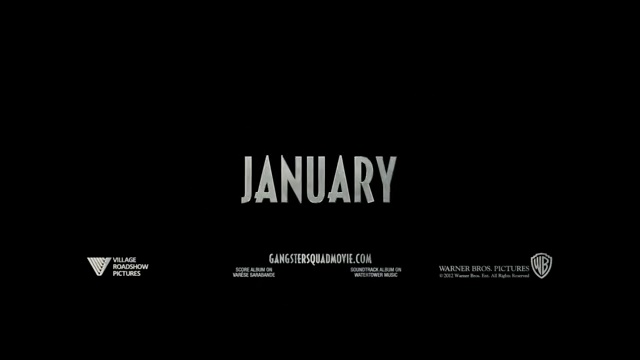 JANUARY
GANGSTERSQUADMOVIE.COM
VILLAGE
ROADSHOW
PICTURES
SCORE ALBUM ON
VARÈSE SARABANDE
SOUNDTRACK ALBUM ON
WATERTOWER MUSIC
WARNER BROS. PICTURES
©2012 Warner Bros. Ent. All Rights Reserved
WB